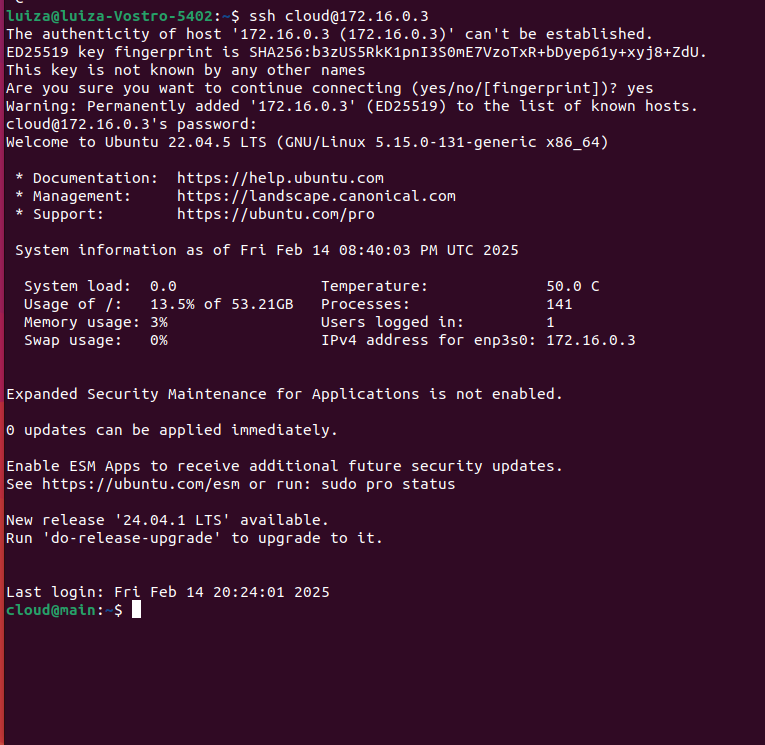 luiza@luiza-Vostro-5402:~$ ssh cloud@172.16.0.3
The authenticity of host '172.16.0.3 (172.16.0.3)' can't be established.
ED25519 key fingerprint is SHA256:b3zUS5RkK1pnI3S0mE7VzoTxR+bDyep61y+xyj8+ZdU.
This key is not known by any other names
Are you sure you want to continue connecting (yes/no/[fingerprint])? yes
Warning: Permanently added '172.16.0.3' (ED25519) to the list of known hosts.
cloud@172.16.0.3's password:
Welcome to Ubuntu 22.04.5 LTS (GNU/Linux 5.15.0-131-generic x86_64)

 * Documentation:  https://help.ubuntu.com
 * Management:     https://landscape.canonical.com
 * Support:        https://ubuntu.com/pro

 System information as of Fri Feb 14 08:40:03 PM UTC 2025

  System load:  0.0                Temperature:             50.0 C
  Usage of /:   13.5% of 53.21GB   Processes:               141
  Memory usage: 3%                 Users logged in:         1
  Swap usage:   0%                 IPv4 address for enp3s0: 172.16.0.3

Expanded Security Maintenance for Applications is not enabled.

0 updates can be applied immediately.

Enable ESM Apps to receive additional future security updates.
See https://ubuntu.com/esm or run: sudo pro status

New release '24.04.1 LTS' available.
Run 'do-release-upgrade' to upgrade to it.

Last login: Fri Feb 14 20:24:01 2025
cloud@main:~$